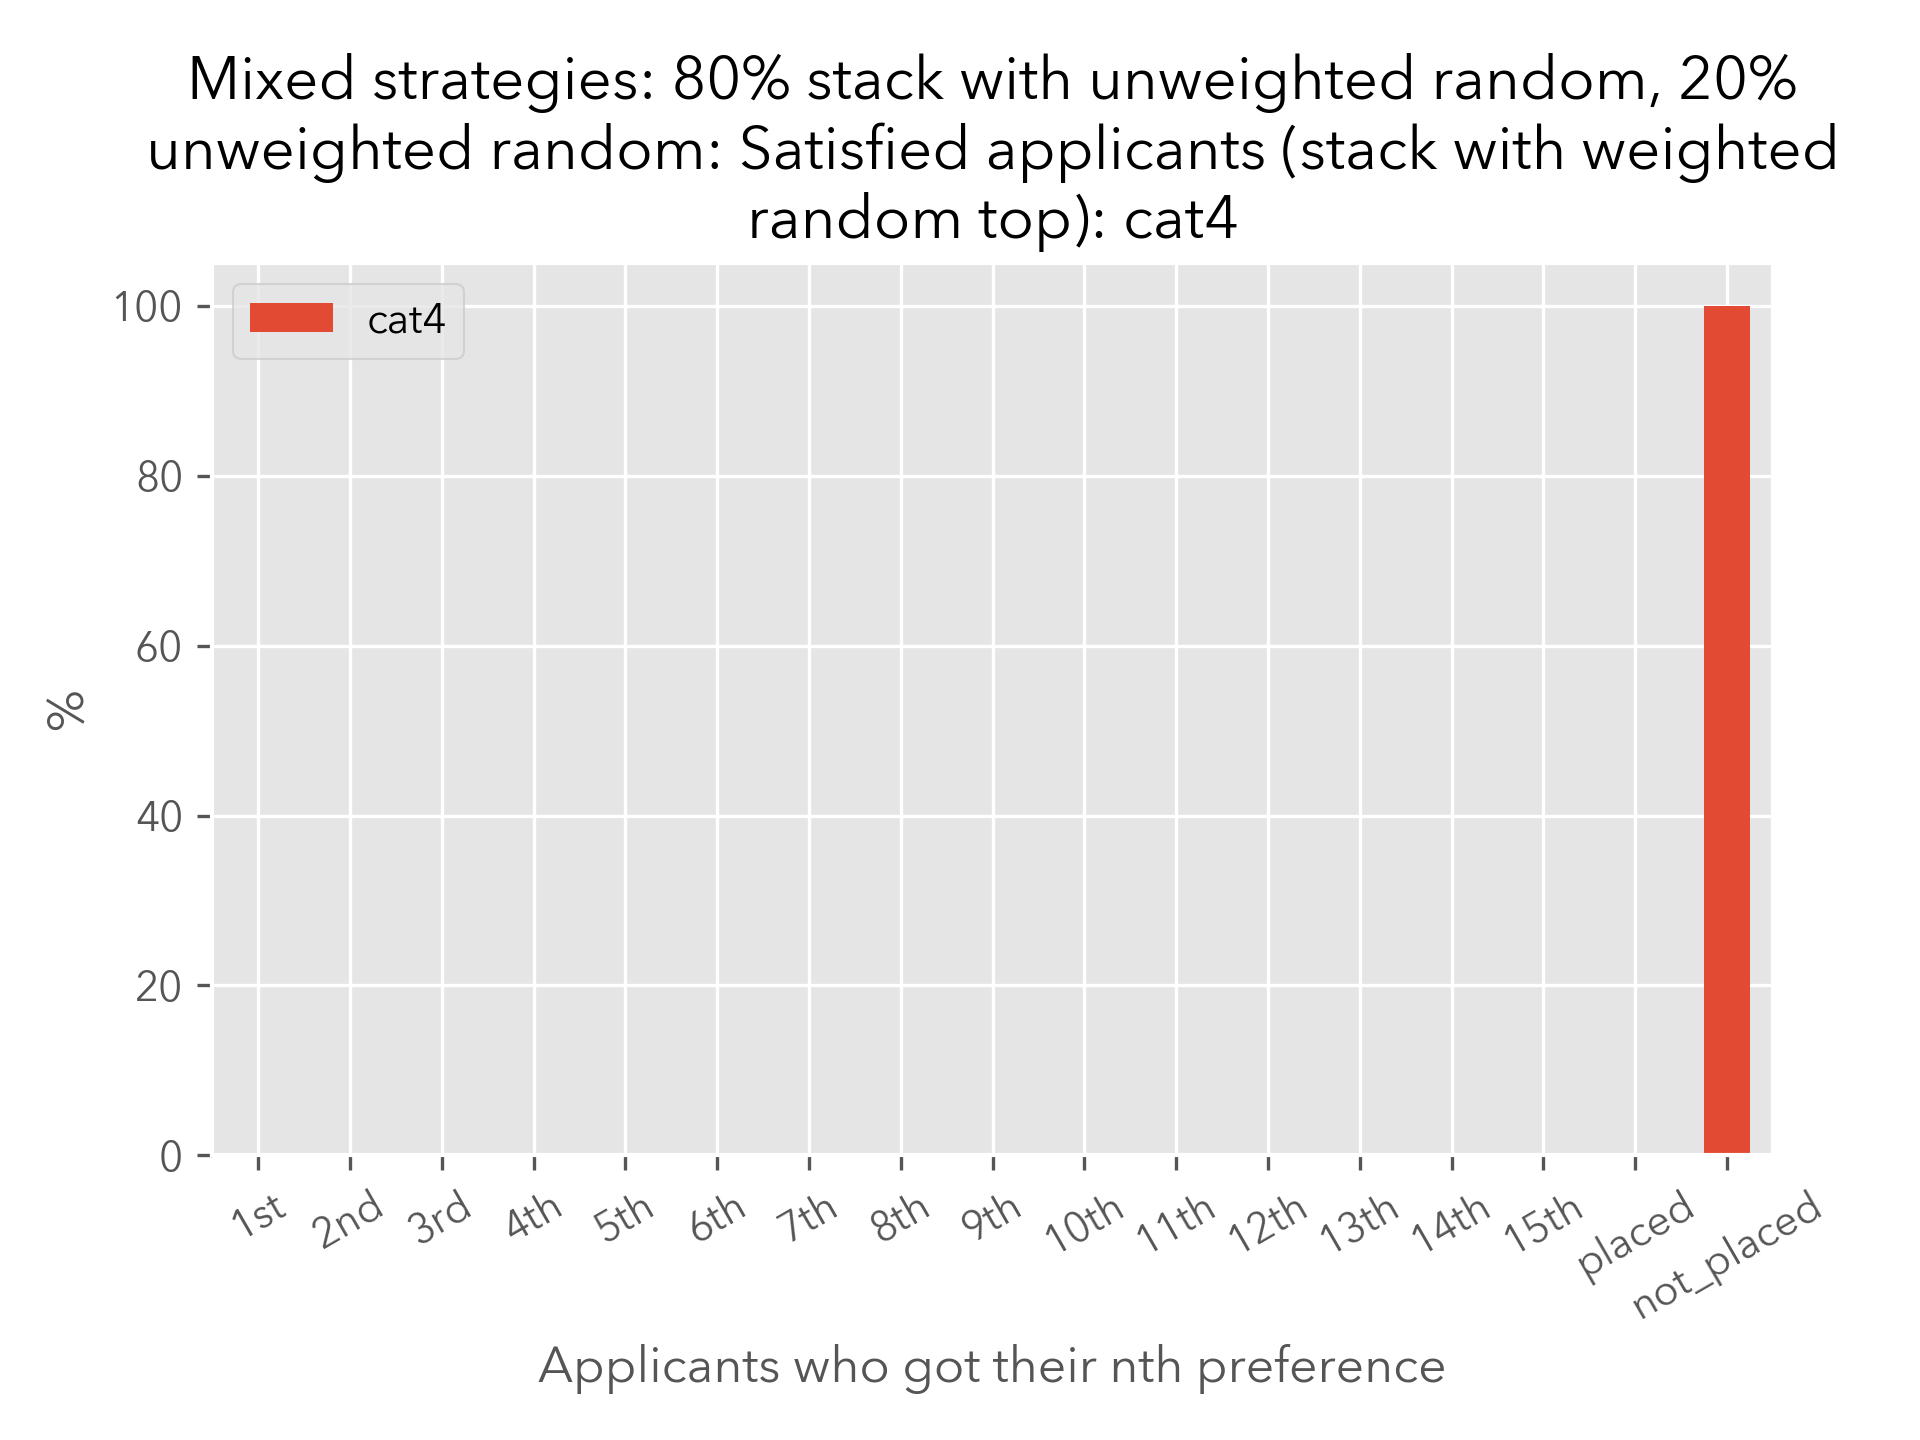 Mixed strategies: 80% stack with unweighted random, 20%
unweighted random: Satisfied applicants (stack with weighted
random top): cat4
cat4
100
80
60
40
20
0
%
1st
2nd
3rd
4th
5th
6th
7th
8th
9th
10th
11th
12th
13th
14th
15th
placed
not_placed
Applicants who got their nth preference